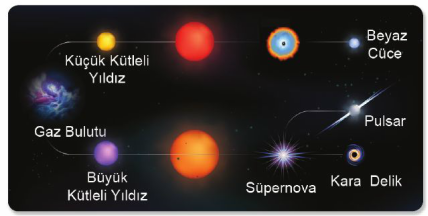 Küçük Kütleli
Yıldız
Beyaz
Cüce
Gaz Bulutu
Pulsar
Büyük
Kütleli Yıldız
Süpernova
Kara Delik